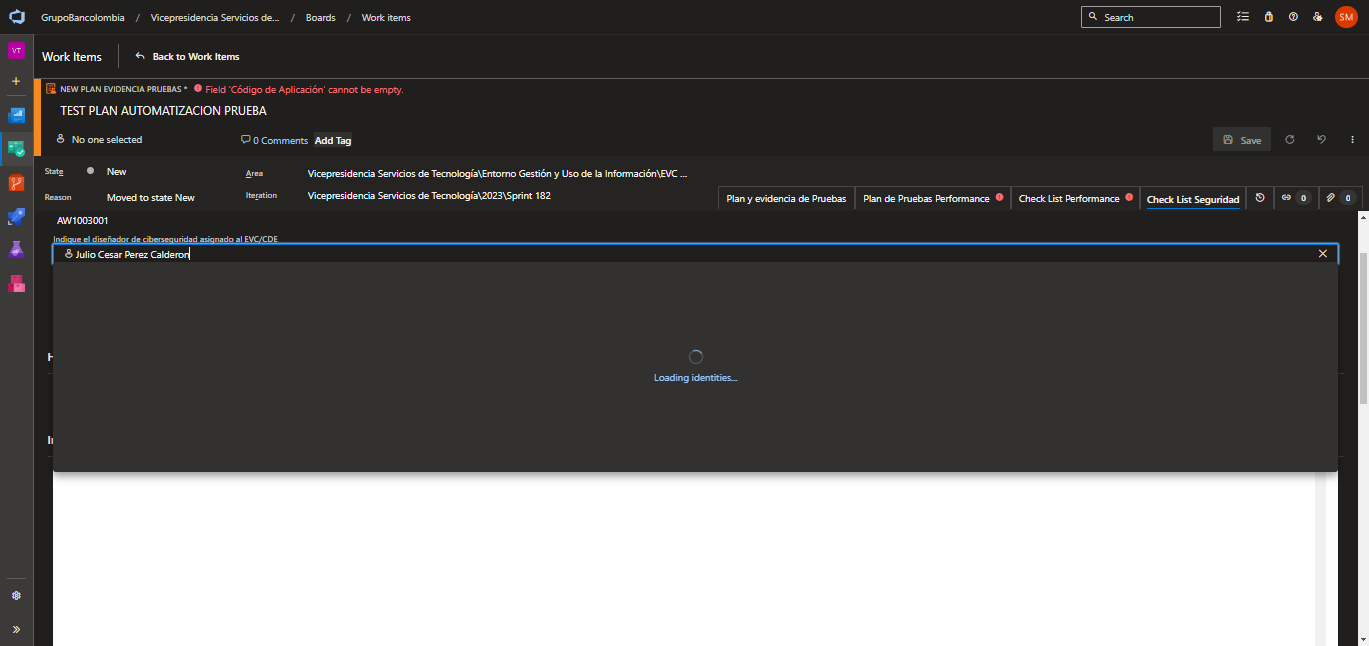 GrupoBancolombia / Vicepresidencia Servicios de... / Boards / Work items
Search
SM
VT
Work Items
Back to Work Items
NEW PLAN EVIDENCIA PRUEBAS * Field 'Código de Aplicación' cannot be empty.
TEST PLAN AUTOMATIZACION PRUEBA
No one selected
0 Comments
Add Tag
Save
State
New
Area
Vicepresidencia Servicios de Tecnología\Entorno Gestión y Uso de la Información\EVC ...
Reason
Moved to state New
Iteration
Vicepresidencia Servicios de Tecnología\2023\Sprint 182
Plan y evidencia de Pruebas
Plan de Pruebas Performance
Check List Performance
Check List Seguridad
0
0
AW1003001
Indique el diseñador de ciberseguridad asignado al EVC/CDE
Julio Cesar Perez Calderon
Loading identities...